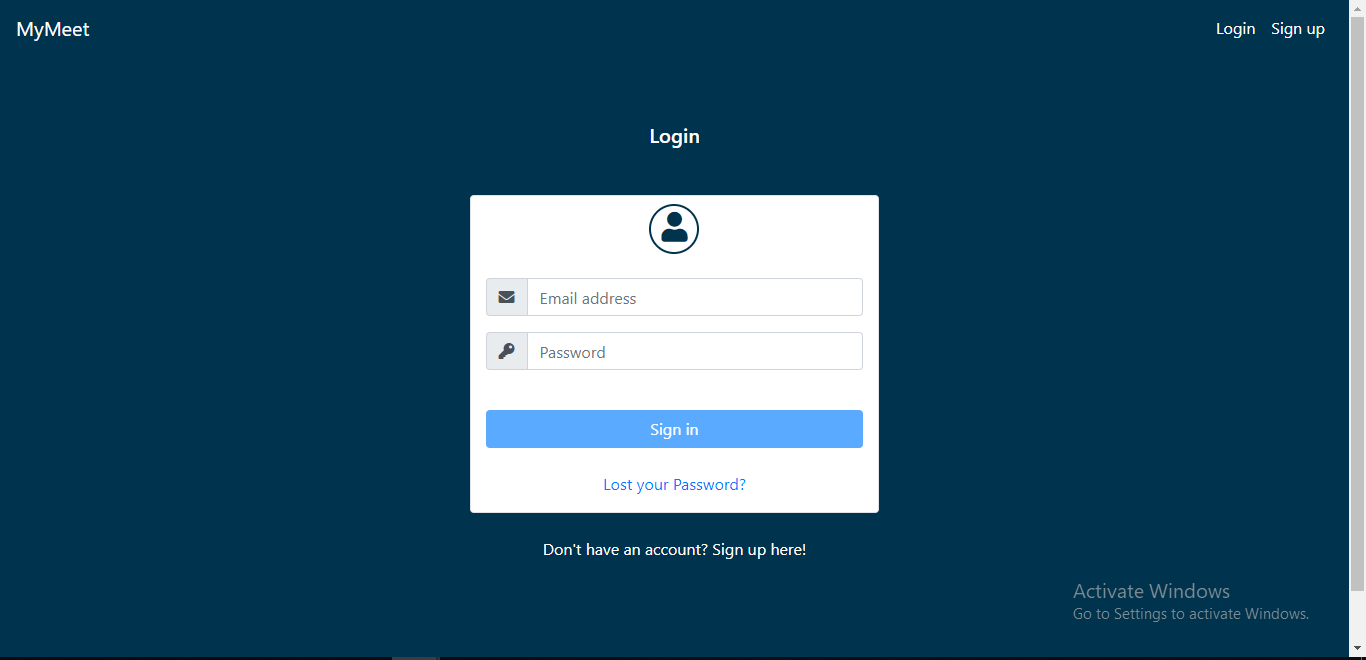 MyMeet
Login Sign up
Login
Email address
Password
Sign in
Lost your Password?
Don't have an account? Sign up here!
Activate Windows
Go to Settings to activate Windows.